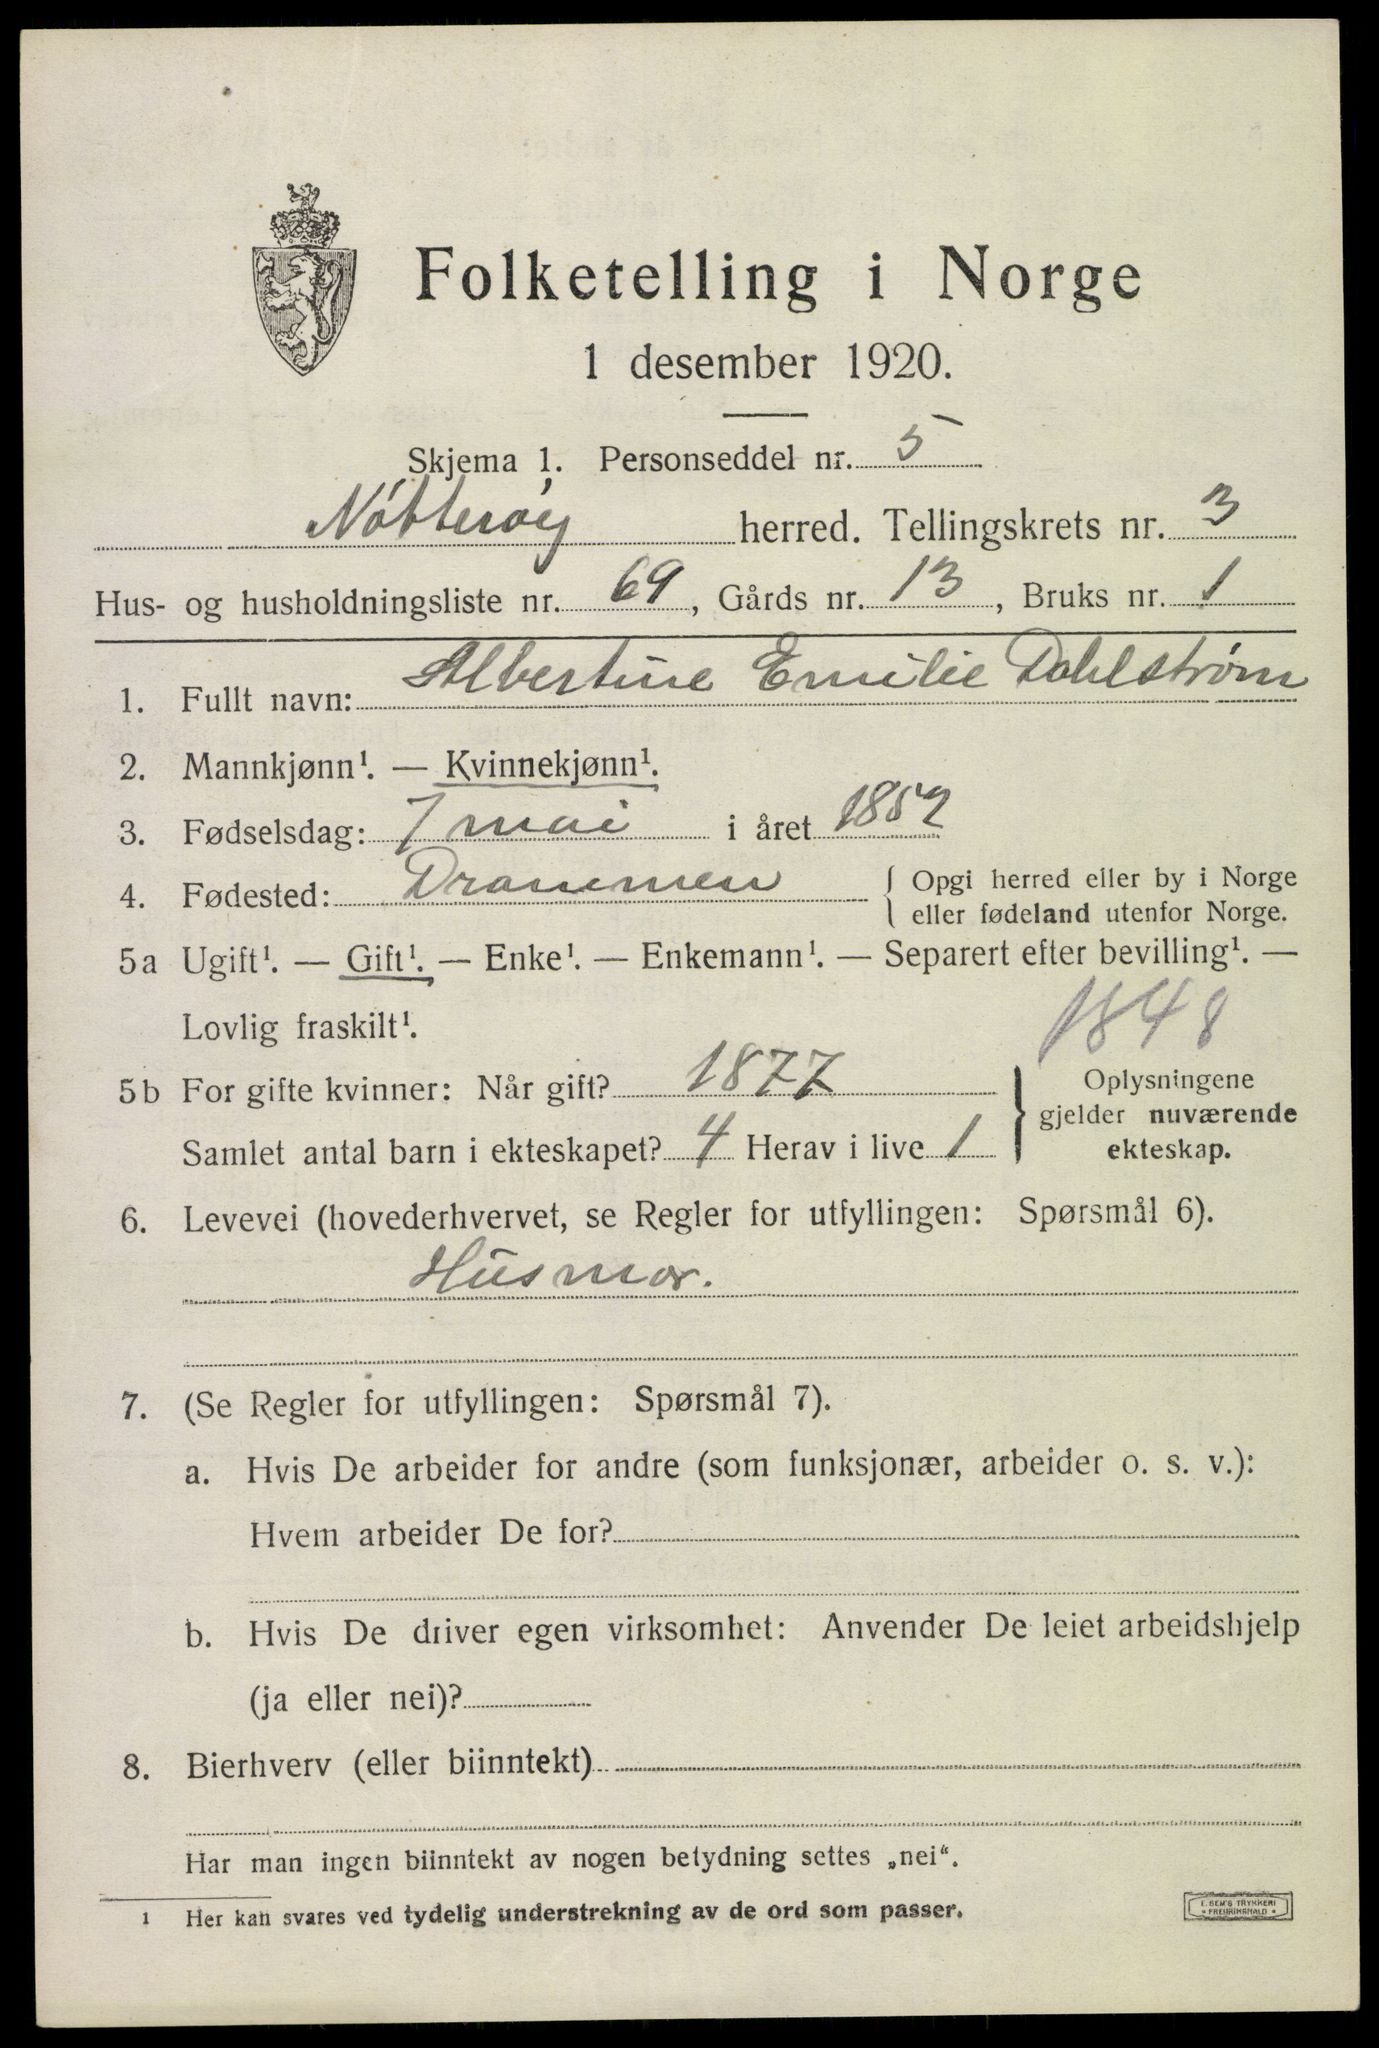 Folketelling i Norge
1 desember 1920.
Skjema 1. Personseddel nr. 5
Nøtterøy herred. Tellingskrets nr. 3
Hus- og husholdningsliste nr. 69, Gårds nr. 13, Bruks nr. 1
1. Fullt navn: Albertine Emilie Dahlstrøm
2. Mannkjønn¹. — Kvinnekjønn¹.
3. Fødselsdag: 7 mai i året 1852
4. Fødested: Drammen { Opgi herred eller by i Norge
eller fødeland utenfor Norge.
5a Ugift¹. — Gift¹. — Enke¹. — Enkemann¹. — Separert efter bevilling¹. —
Lovlig fraskilt¹.
1848
5b For gifte kvinner: Når gift? 1877
Samlet antal barn i ekteskapet? 4 Herav i live 1
} Oplysningene
gjelder nuværende
ekteskap.
6. Levevei (hovederhvervet, se Regler for utfyllingen: Spørsmål 6).
Husmor.
7. (Se Regler for utfyllingen: Spørsmål 7).
a. Hvis De arbeider for andre (som funksjonær, arbeider o. s. v.):
Hvem arbeider De for?
b. Hvis De driver egen virksomhet: Anvender De leiet arbeidshjelp
(ja eller nei)?
8. Bierhverv (eller biinntekt)
Har man ingen biinntekt av nogen betydning settes „nei“.
1 Her kan svares ved tydelig understrekning av de ord som passer.
E. SEM'S TRYKKERI
FREDRIKSHALD